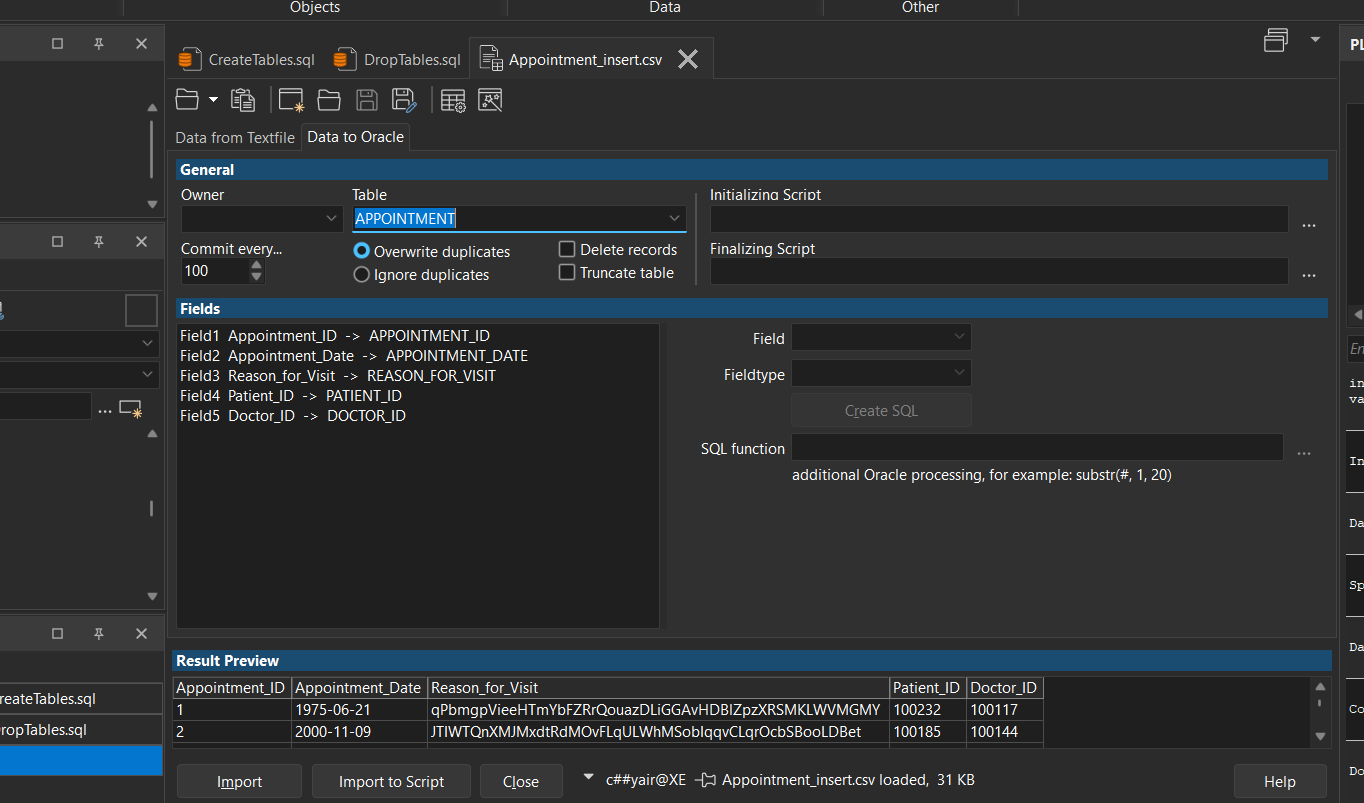 Objects Data Other
CreateTables.sql DropTables.sql Appointment_insert.csv
Data from Textfile Data to Oracle
General
Owner Table Initializing Script
APPOINTMENT
...
Commit every... Overwrite duplicates Delete records Finalizing Script
100 Ignore duplicates Truncate table
...
Fields
Field1 Appointment_ID -> APPOINTMENT_ID
Field2 Appointment_Date -> APPOINTMENT_DATE
Field3 Reason_for_Visit -> REASON_FOR_VISIT
Field4 Patient_ID -> PATIENT_ID
Field5 Doctor_ID -> DOCTOR_ID
Field
Fieldtype
Create SQL
SQL function
...
additional Oracle processing, for example: substr(#, 1, 20)
Result Preview
Appointment_ID Appointment_Date Reason_for_Visit Patient_ID Doctor_ID
1 1975-06-21 qPbmgpVieeHTmYbFZRrQouazDLiGGAvHDBIZpzXRSMKLWVMGMY 100232 100117
2 2000-11-09 JTIWTQnXMJMxdtRdMOvFLqULWhMSobIqqvCLqrOcbSBooLDBet 100185 100144
Import Import to Script Close c##yair@XE Appointment_insert.csv loaded, 31 KB Help
...
reateTables.sql
ropTables.sql
PL
En
in
va
In
Da
Sp
Da
Co
Do